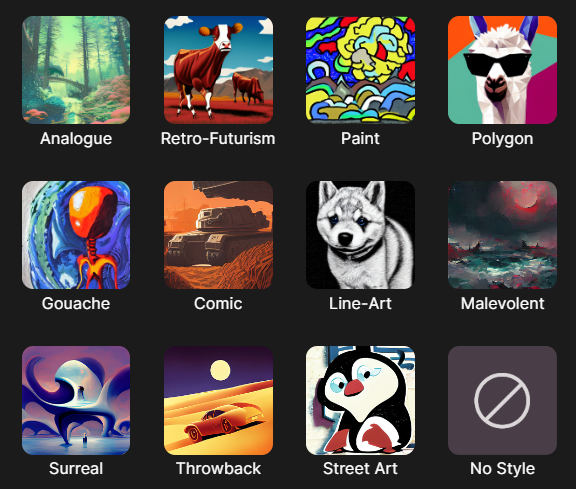 Analogue
Retro-Futurism
Paint
Polygon
Gouache
Comic
Line-Art
Malevolent
Surreal
Throwback
Street Art
No Style